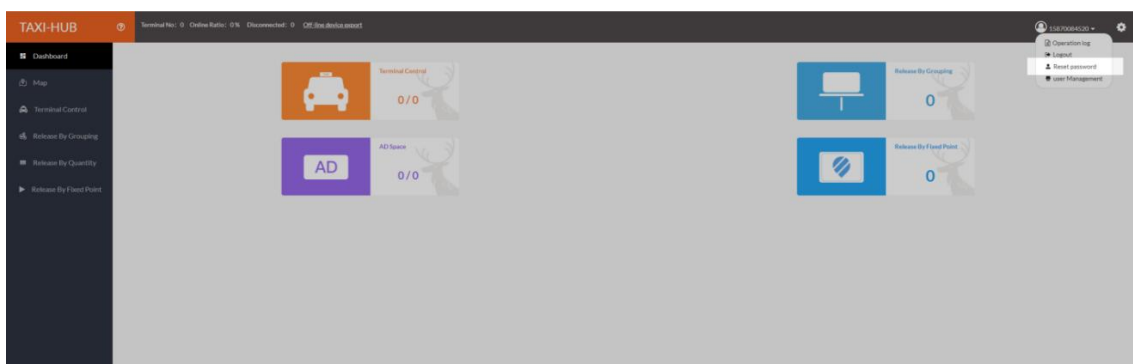 TAXI-HUB
Terminal No: 0 Online Ratio: 0% Disconnected: 0 Off-line device export
15870084520
Operation log
Logout
Reset password
user Management
Dashboard
Map
Terminal Control
Release By Grouping
Release By Quantity
Release By Fixed Point
Terminal Control
0/0
Release By Grouping
0
AD
AD Space
0/0
Release By Fixed Point
0